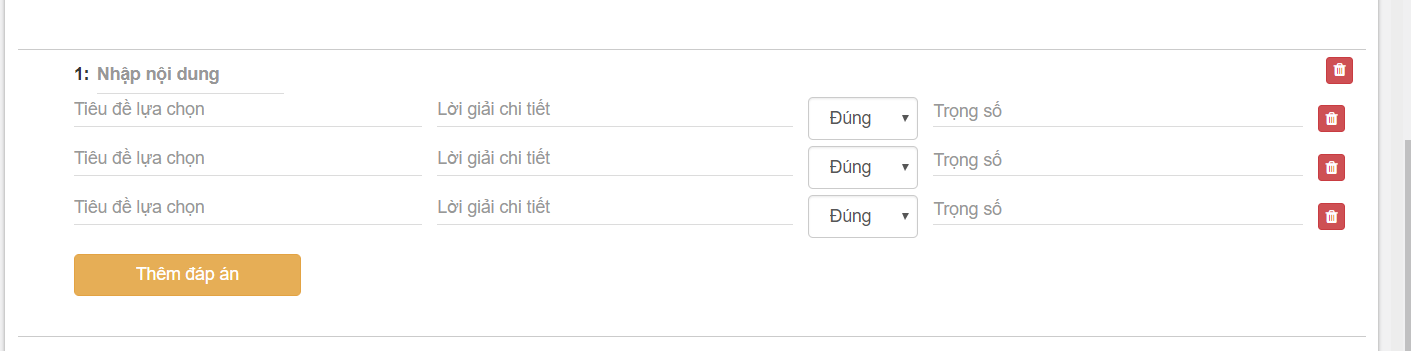 1: Nhập nội dung
Tiêu đề lựa chọn Lời giải chi tiết Đúng Trọng số
Tiêu đề lựa chọn Lời giải chi tiết Đúng Trọng số
Tiêu đề lựa chọn Lời giải chi tiết Đúng Trọng số
Thêm đáp án